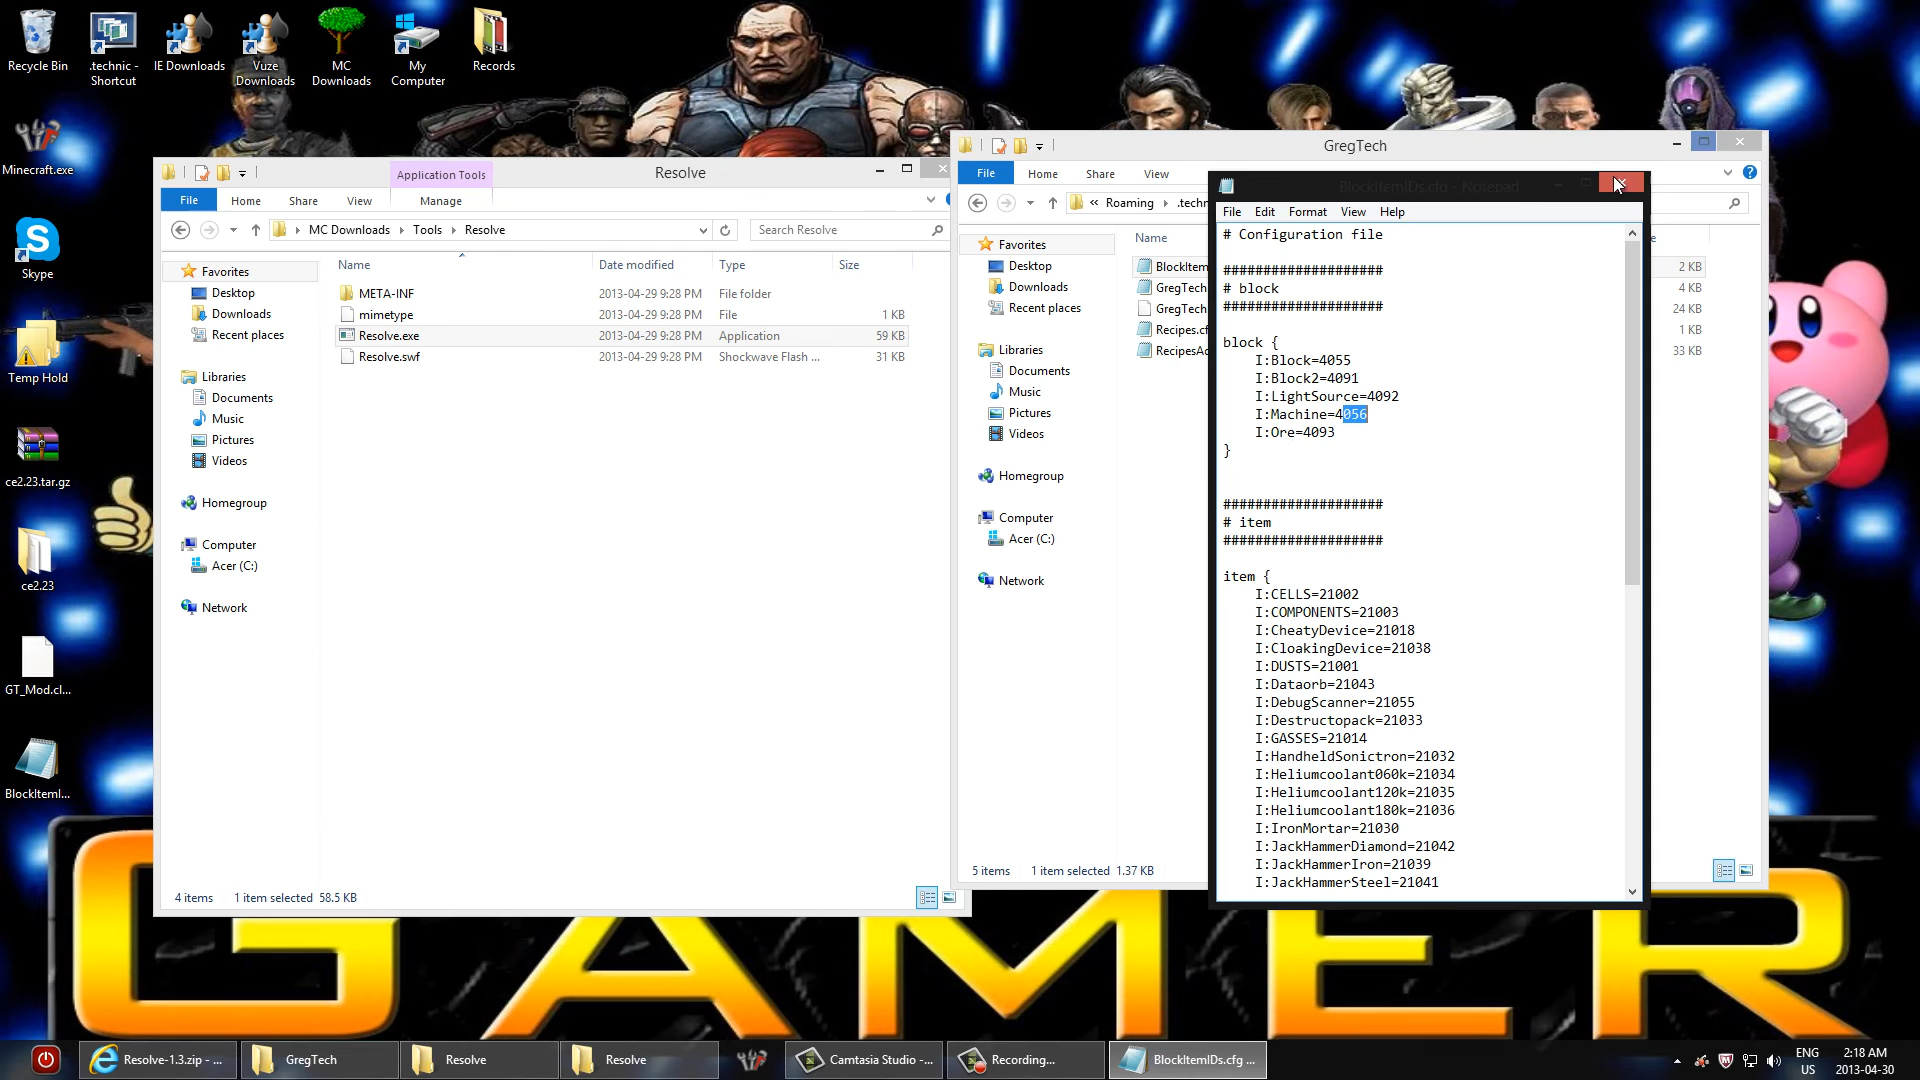 Recycle Bin
.technic - Shortcut
IE Downloads
Vuze Downloads
MC Downloads
My Computer
Records
Minecraft.exe
Skype
Temp Hold
ce2.23.tar.gz
ce2.23
GT_Mod.cl...
BlockItemI...
Application Tools
Resolve
File
Home
Share
View
Manage
MC Downloads
Tools
Resolve
Search Resolve
Name
Date modified
Type
Size
Favorites
Desktop
Downloads
Recent places
Libraries
Documents
Music
Pictures
Videos
Homegroup
Computer
Acer (C:)
Network
META-INF 2013-04-29 9:28 PM File folder
mimetype 2013-04-29 9:28 PM File 1 KB
Resolve.exe 2013-04-29 9:28 PM Application 59 KB
Resolve.swf 2013-04-29 9:28 PM Shockwave Flash ... 31 KB
4 items 1 item selected 58.5 KB
GregTech
File
Home
Share
View
« Roaming
.techn
Name
Favorites
Desktop
Downloads
Recent places
Libraries
Documents
Music
Pictures
Videos
Homegroup
Computer
Acer (C:)
Network
BlockItem 2 KB
GregTech 4 KB
GregTech 24 KB
Recipes.cf 1 KB
RecipesAc 33 KB
5 items 1 item selected 1.37 KB
BlockItemIDs.cfg - Notepad
File Edit Format View Help
# Configuration file
####################
# block
####################
block {
I:Block=4055
I:Block2=4091
I:LightSource=4092
I:Machine=4056
I:Ore=4093
}
####################
# item
####################
item {
I:CELLS=21002
I:COMPONENTS=21003
I:CheatyDevice=21018
I:CloakingDevice=21038
I:DUSTS=21001
I:Dataorb=21043
I:DebugScanner=21055
I:Destructopack=21033
I:GASSES=21014
I:HandheldSonictron=21032
I:Heliumcoolant060k=21034
I:Heliumcoolant120k=21035
I:Heliumcoolant180k=21036
I:IronMortar=21030
I:JackHammerDiamond=21042
I:JackHammerIron=21039
I:JackHammerSteel=21041
GAMER
Resolve-1.3.zip - ...
GregTech
Resolve
Resolve
Camtasia Studio -...
Recording...
BlockItemIDs.cfg ...
ENG
US
2:18 AM
2013-04-30